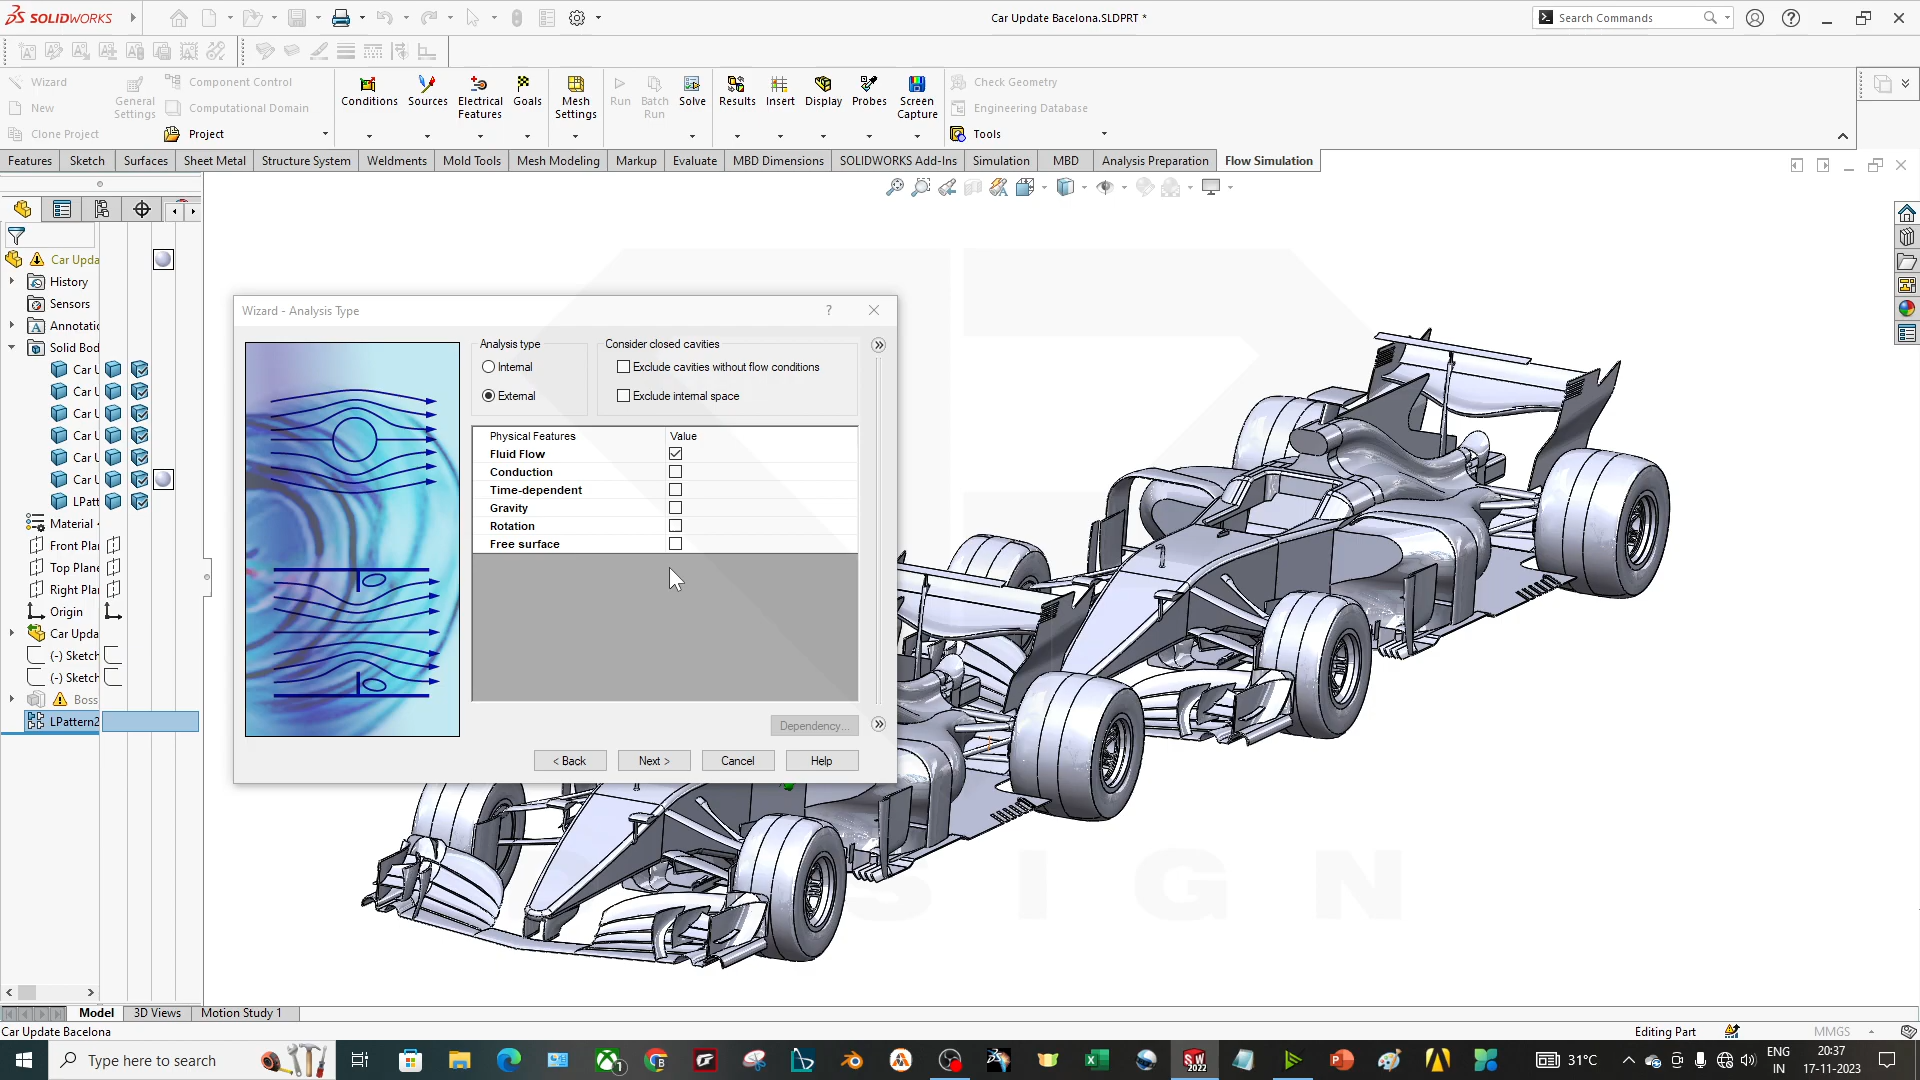 SOLIDWORKS
Car Update Bacelona.SLDPRT *
Search Commands
Wizard
New
Clone Project
General Settings
Component Control
Computational Domain
Project
Conditions
Sources
Electrical Features
Goals
Mesh Settings
Run
Batch Run
Solve
Results
Insert
Display
Probes
Screen Capture
Check Geometry
Engineering Database
Tools
Features Sketch Surfaces Sheet Metal Structure System Weldments Mold Tools Mesh Modeling Markup Evaluate MBD Dimensions SOLIDWORKS Add-Ins Simulation MBD Analysis Preparation Flow Simulation
Car Upda
History
Sensors
Annotatic
Solid Bod
Car U
Car U
Car U
Car U
Car U
Car U
LPatt
Material
Front Plan
Top Plane
Right Plan
Origin
Car Upda
(-) Sketch
(-) Sketch
Boss
LPattern2
Wizard - Analysis Type ?
Analysis type
Internal
External
Consider closed cavities
Exclude cavities without flow conditions
Exclude internal space
Physical Features Value
Fluid Flow
Conduction
Time-dependent
Gravity
Rotation
Free surface
Dependency...
< Back Next > Cancel Help
SIGN
Model 3D Views Motion Study 1
Car Update Bacelona
Editing Part
MMGS
Type here to search
SW
2022
31°C
ENG
IN
20:37
17-11-2023